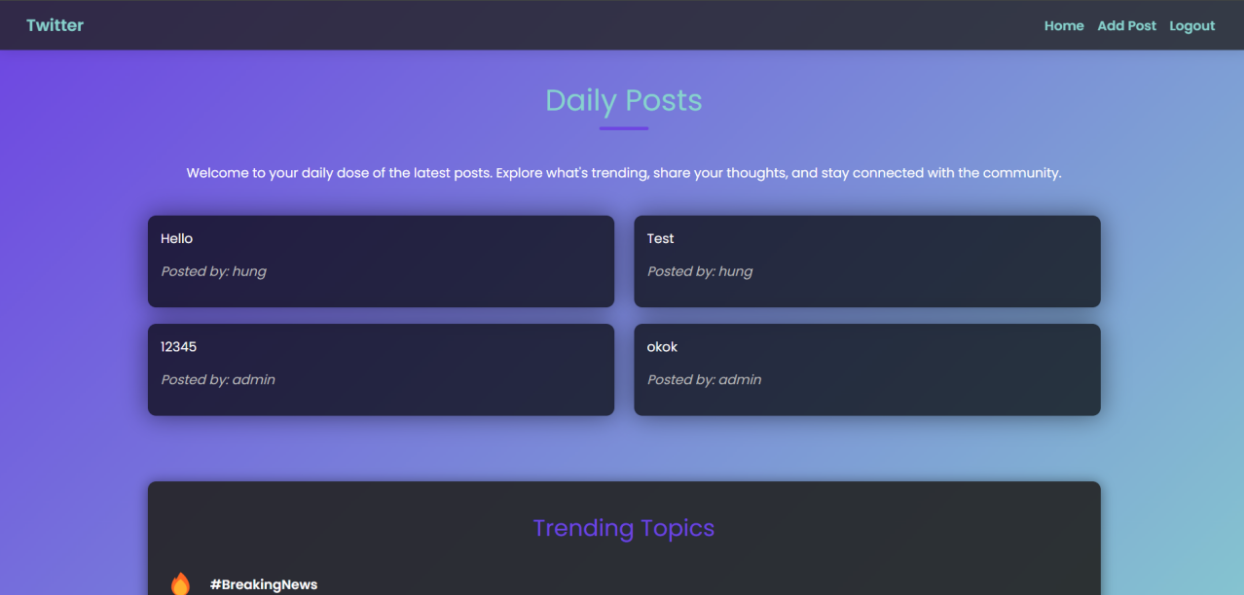 Twitter
Home Add Post Logout
Daily Posts
Welcome to your daily dose of the latest posts. Explore what's trending, share your thoughts, and stay connected with the community.
Hello
Posted by: hung
Test
Posted by: hung
12345
Posted by: admin
okok
Posted by: admin
Trending Topics
#BreakingNews